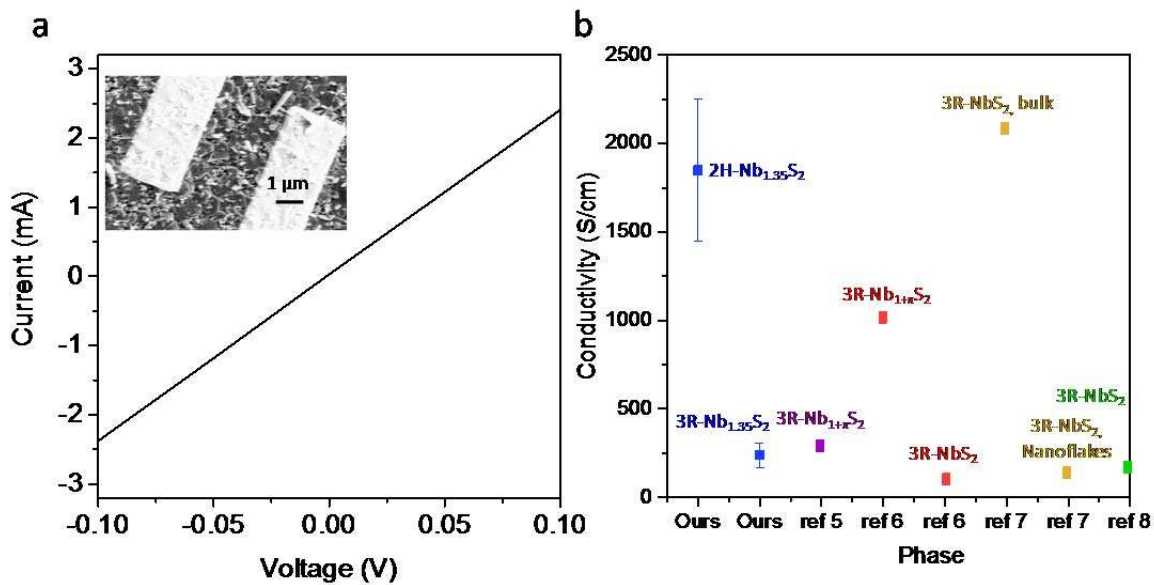 a
3
2
1
0
-1
-2
-3
Current (mA)
1 μm
-0.10
-0.05
0.00
0.05
0.10
Voltage (V)
b
2500
2000
1500
1000
500
0
Conductivity (S/cm)
3R-NbS2, bulk
2H-Nb1.35S2
3R-Nb1+xS2
3R-NbS2
3R-Nb1.35S2
3R-Nb1+xS2
3R-NbS2,
Nanoflakes
3R-NbS2
Ours
Ours
ref 5
ref 6
ref 6
ref 7
ref 7
ref 8
Phase